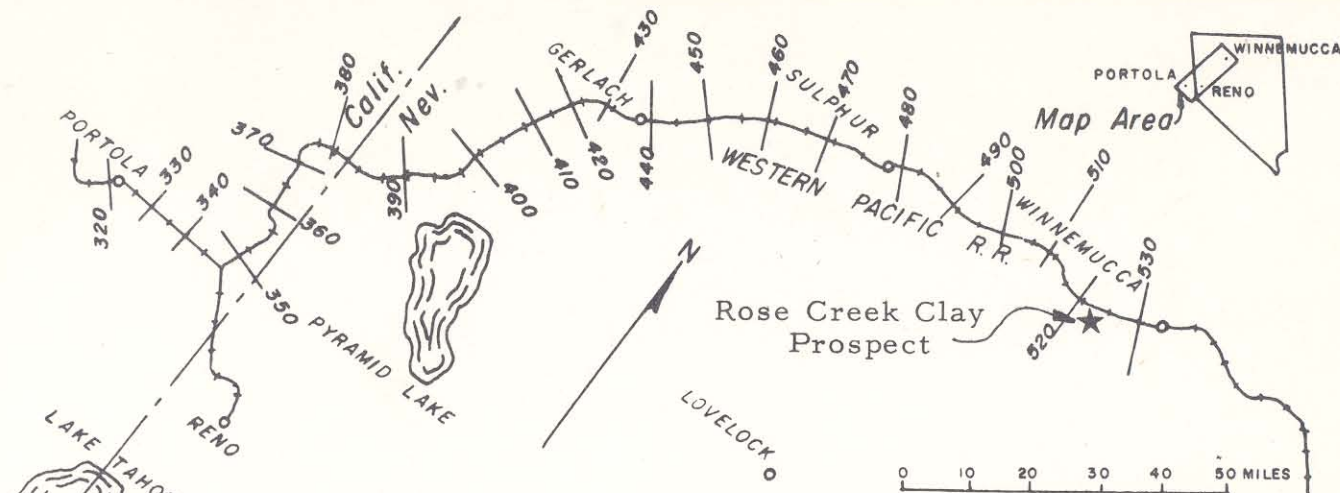 PORTOLA
320
330
340
350
360
370
380
Calif.
Nev.
390
400
410
420
GERLACH
430
440
450
460
SULPHUR
470
480
490
500
WINNEMUCCA
510
520
530
WESTERN PACIFIC R.R.
PORTOLA
WINNEMUCCA
RENO
Map Area
N
Rose Creek Clay
Prospect
PYRAMID LAKE
RENO
LAKE TAHO
LOVELOCK
0 10 20 30 40 50 MILES